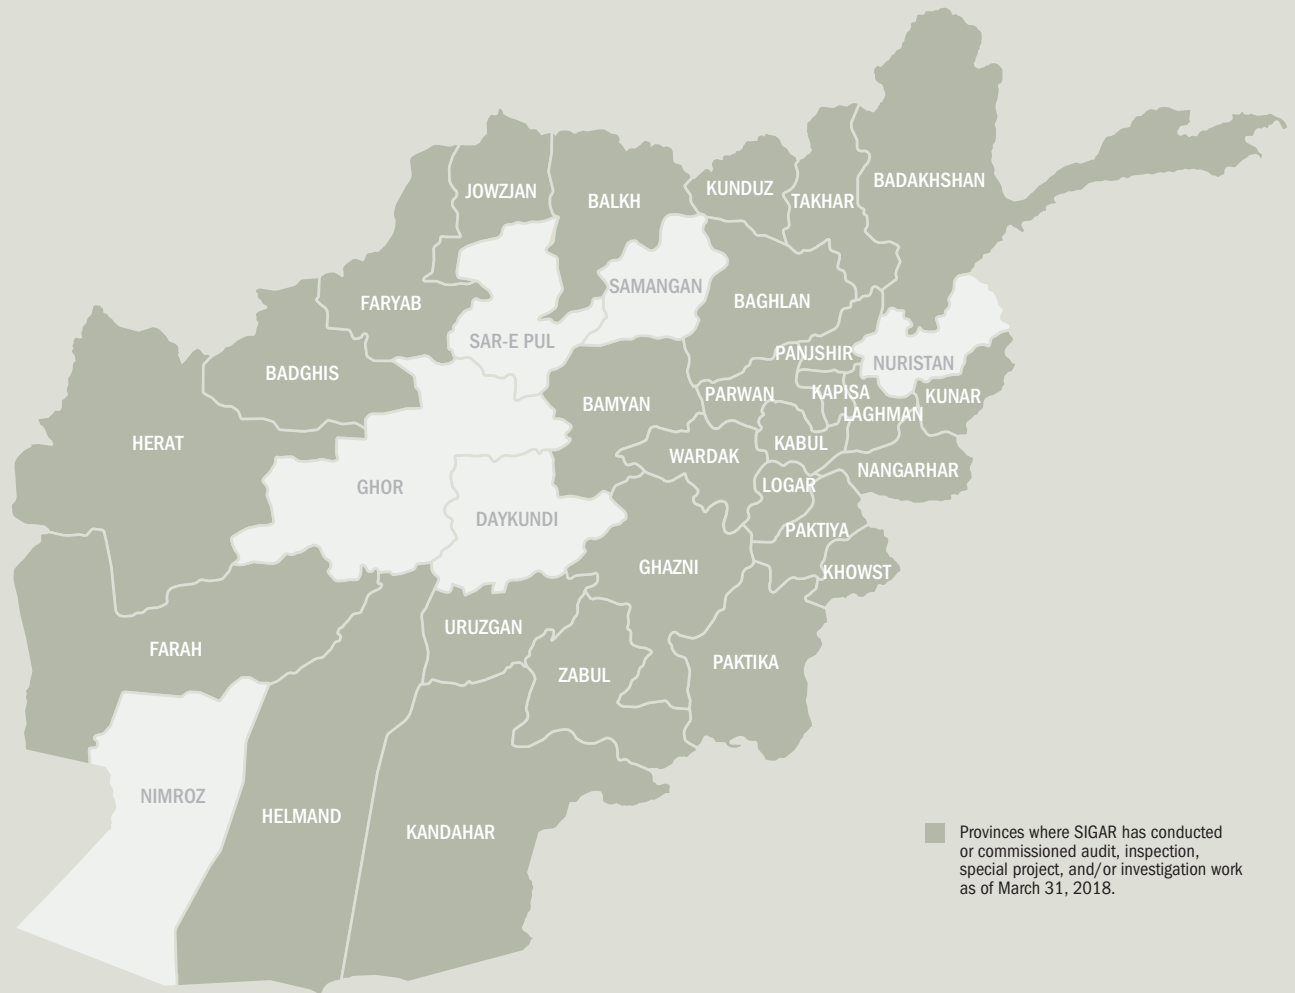 BADAKHSHAN
JOWZJAN
BALKH
KUNDUZ
TAKHAR
SAMANGAN
BAGHLAN
FARYAB
SAR-E PUL
PANJSHIR
NURISTAN
BADGHIS
BAMYAN
PARWAN
KAPISA
KUNAR
LAGHMAN
HERAT
WARDAK
KABUL
NANGARHAR
GHOR
LOGAR
DAYKUNDI
PAKTIYA
GHAZNI
KHOWST
URUZGAN
FARAH
ZABUL
PAKTIKA
NIMROZ
HELMAND
KANDAHAR
Provinces where SIGAR has conducted
or commissioned audit, inspection,
special project, and/or investigation work
as of March 31, 2018.